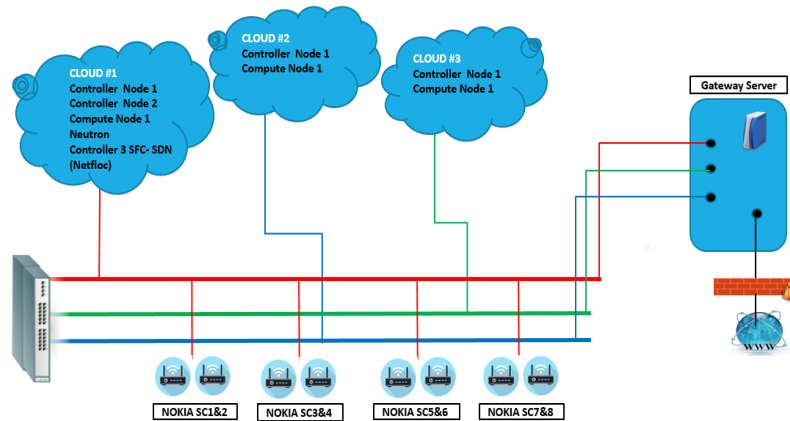 CLOUD #1
Controller Node 1
Controller Node 2
Compute Node 1
Neutron
Controller 3 SFC- SDN
(Netfloc)
CLOUD #2
Controller Node 1
Compute Node 1
CLOUD #3
Controller Node 1
Compute Node 1
Gateway Server
WWW
NOKIA SC1&2
NOKIA SC3&4
NOKIA SC5&6
NOKIA SC7&8